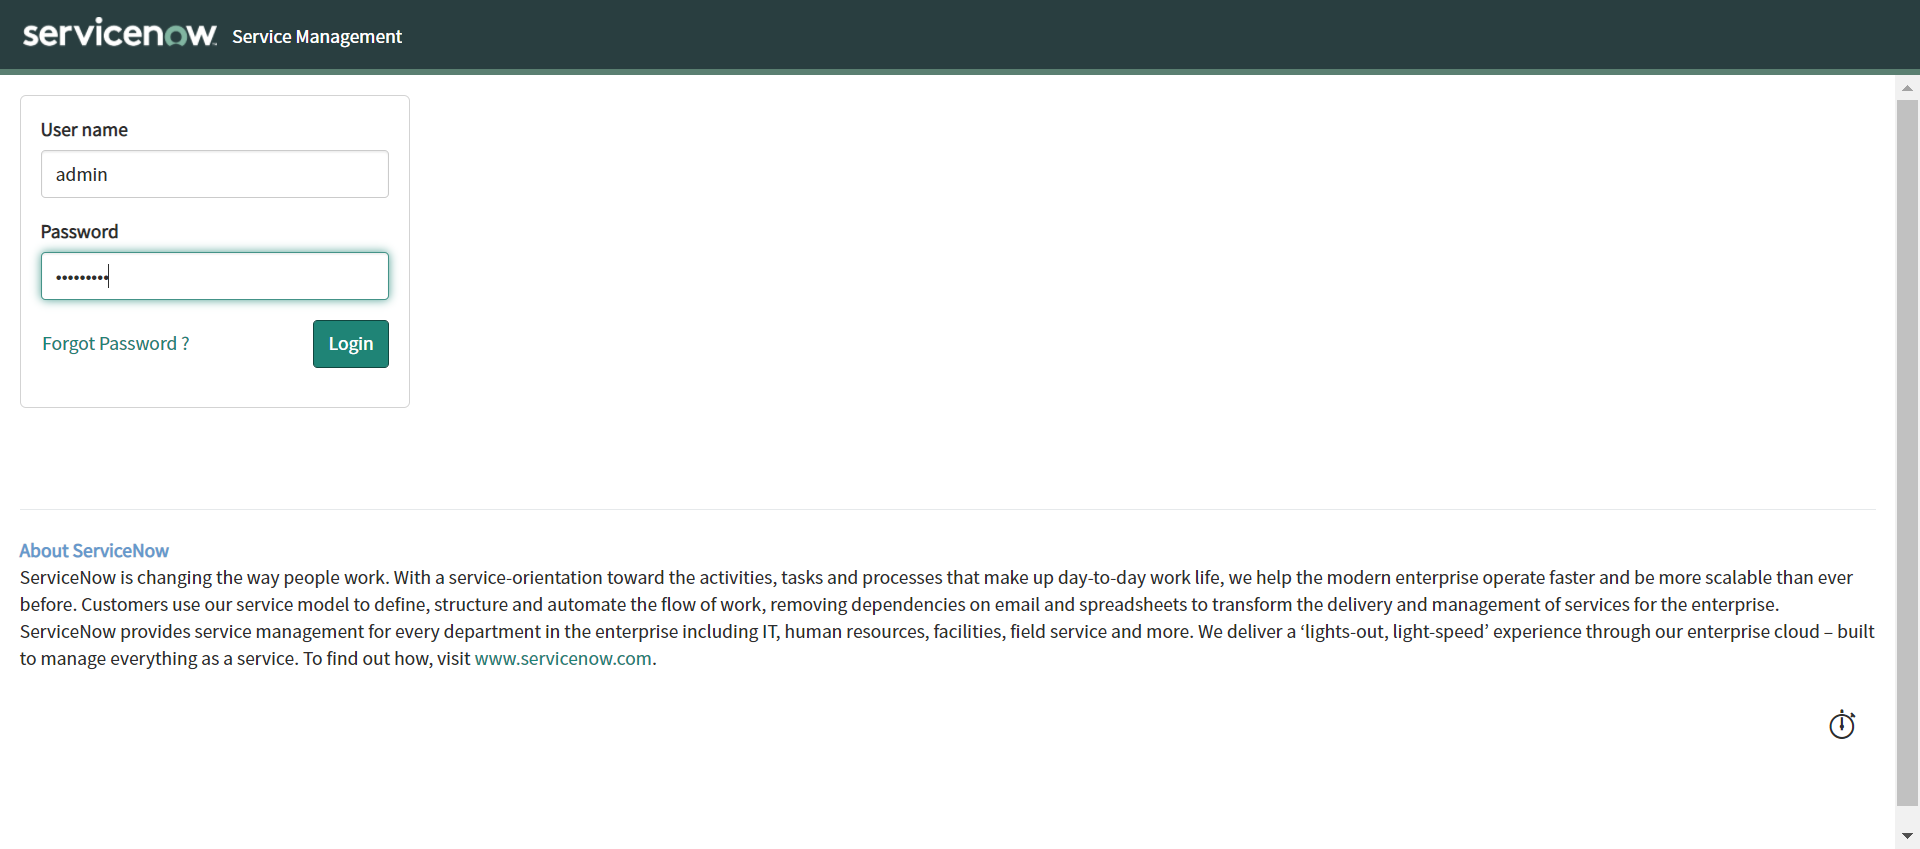 servicenow Service Management
User name
admin
Password
•••••••••
Forgot Password ?
Login
About ServiceNow
ServiceNow is changing the way people work. With a service-orientation toward the activities, tasks and processes that make up day-to-day work life, we help the modern enterprise operate faster and be more scalable than ever
before. Customers use our service model to define, structure and automate the flow of work, removing dependencies on email and spreadsheets to transform the delivery and management of services for the enterprise.
ServiceNow provides service management for every department in the enterprise including IT, human resources, facilities, field service and more. We deliver a ‘lights-out, light-speed’ experience through our enterprise cloud – built
to manage everything as a service. To find out how, visit www.servicenow.com.